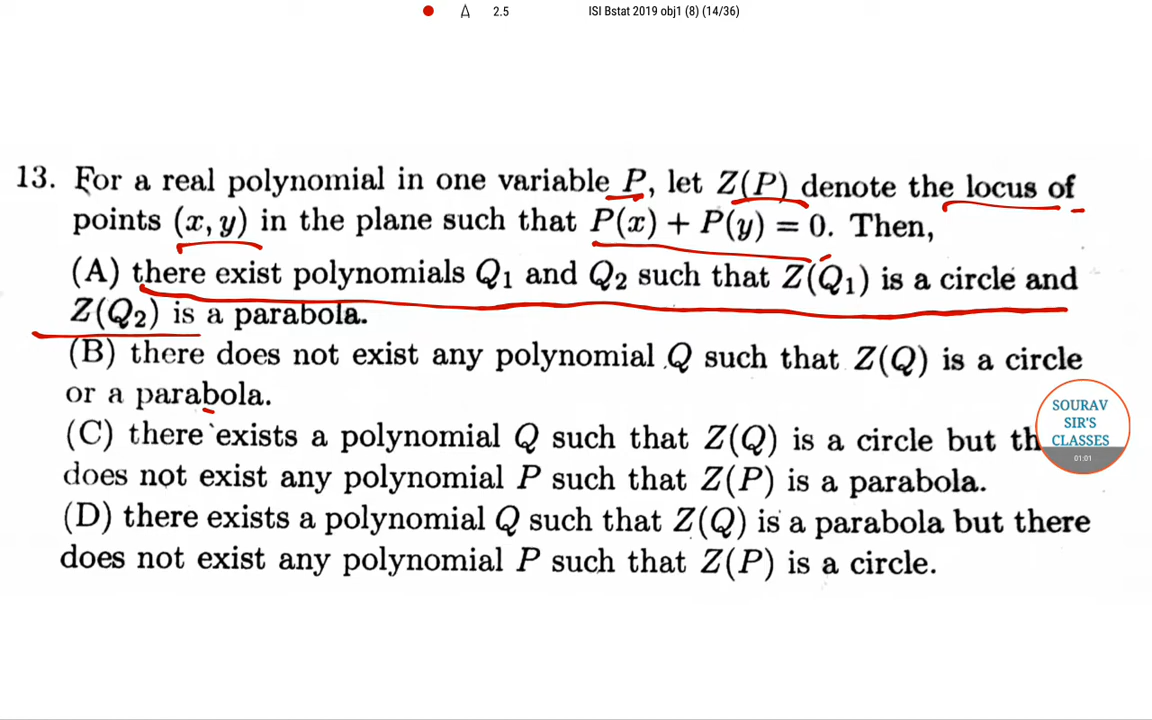 2.5 ISI Bstat 2019 obj1 (8) (14/36)
13. For a real polynomial in one variable P, let Z(P) denote the locus of
points (x, y) in the plane such that P(x) + P(y) = 0. Then,
(A) there exist polynomials Q₁ and Q₂ such that Z(Q₁) is a circle and
Z(Q₂) is a parabola.
(B) there does not exist any polynomial Q such that Z(Q) is a circle
or a parabola.
(C) there exists a polynomial Q such that Z(Q) is a circle but th
does not exist any polynomial P such that Z(P) is a parabola.
(D) there exists a polynomial Q such that Z(Q) is a parabola but there
does not exist any polynomial P such that Z(P) is a circle.
SOURAV
SIR'S
CLASSES
01:01